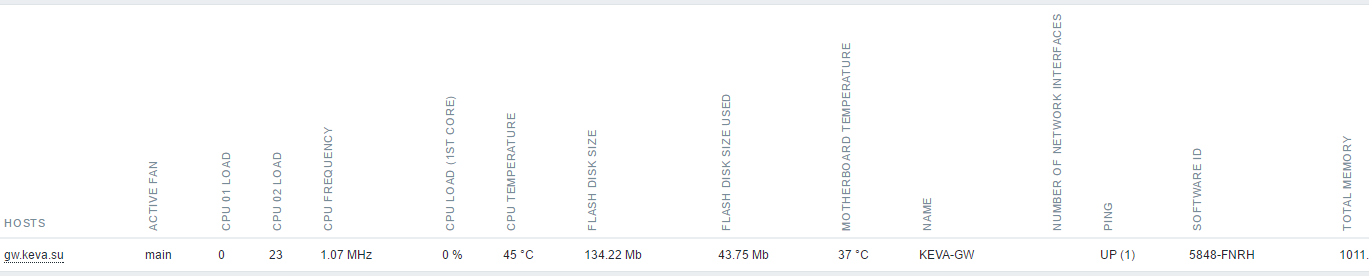 HOSTS ACTIVE FAN CPU 01 LOAD CPU 02 LOAD CPU FREQUENCY CPU LOAD (1ST CORE) CPU TEMPERATURE FLASH DISK SIZE FLASH DISK SIZE USED MOTHERBOARD TEMPERATURE NAME NUMBER OF NETWORK INTERFACES PING SOFTWARE ID TOTAL MEMORY
gw.keva.su main 0 23 1.07 MHz 0 % 45 °C 134.22 Mb 43.75 Mb 37 °C KEVA-GW UP (1) 5848-FNRH 1011.